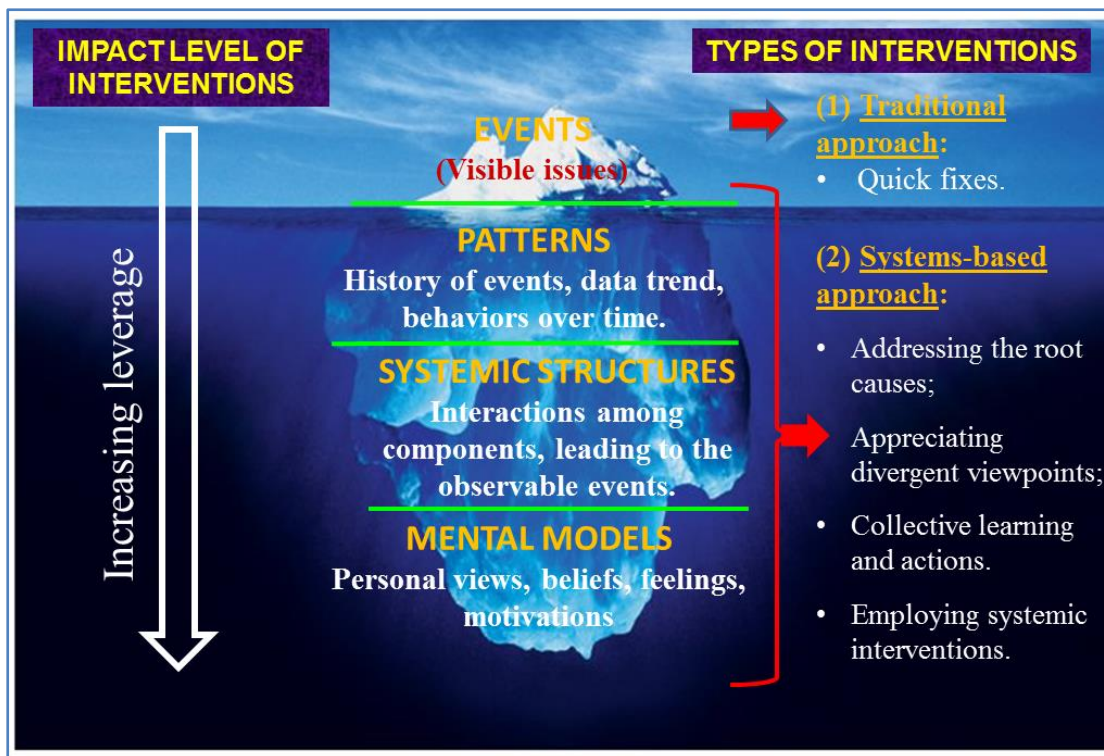 IMPACT LEVEL OF
INTERVENTIONS
Increasing leverage
EVENTS
(Visible issues)
PATTERNS
History of events, data trend,
behaviors over time.
SYSTEMIC STRUCTURES
Interactions among
components, leading to the
observable events.
MENTAL MODELS
Personal views, beliefs, feelings,
motivations
TYPES OF INTERVENTIONS
(1) Traditional
approach:
• Quick fixes.
(2) Systems-based
approach:
• Addressing the root
causes;
• Appreciating
divergent viewpoints;
• Collective learning
and actions.
• Employing systemic
interventions.